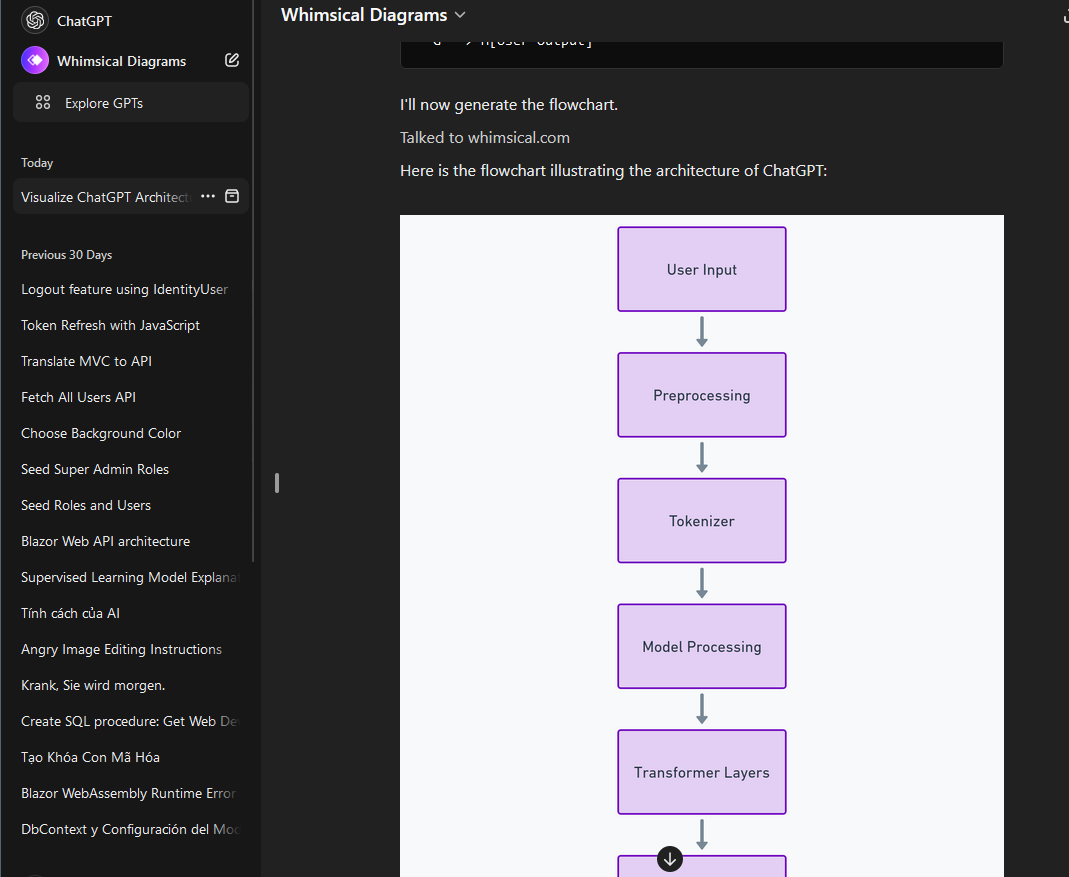 ChatGPT
Whimsical Diagrams
Explore GPTs
Today
Visualize ChatGPT Architect
Previous 30 Days
Logout feature using IdentityUser
Token Refresh with JavaScript
Translate MVC to API
Fetch All Users API
Choose Background Color
Seed Super Admin Roles
Seed Roles and Users
Blazor Web API architecture
Supervised Learning Model Explana
Tính cách của AI
Angry Image Editing Instructions
Krank, Sie wird morgen.
Create SQL procedure: Get Web De
Tạo Khóa Con Mã Hóa
Blazor WebAssembly Runtime Error
DbContext y Configuración del Mo
Whimsical Diagrams
I'll now generate the flowchart.
Talked to whimsical.com
Here is the flowchart illustrating the architecture of ChatGPT:
User Input
Preprocessing
Tokenizer
Model Processing
Transformer Layers